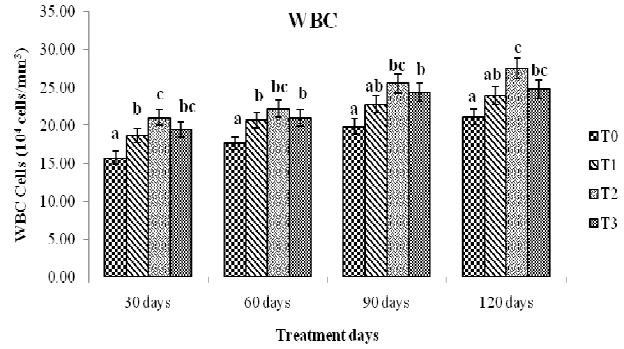 WBC
35.00
30.00
25.00
20.00
15.00
10.00
5.00
0.00
WBC Cells (10⁴ cells/mm³)
a b c bc
a b bc b
a ab bc b
a ab c bc
30 days 60 days 90 days 120 days
Treatment days
T0
T1
T2
T3